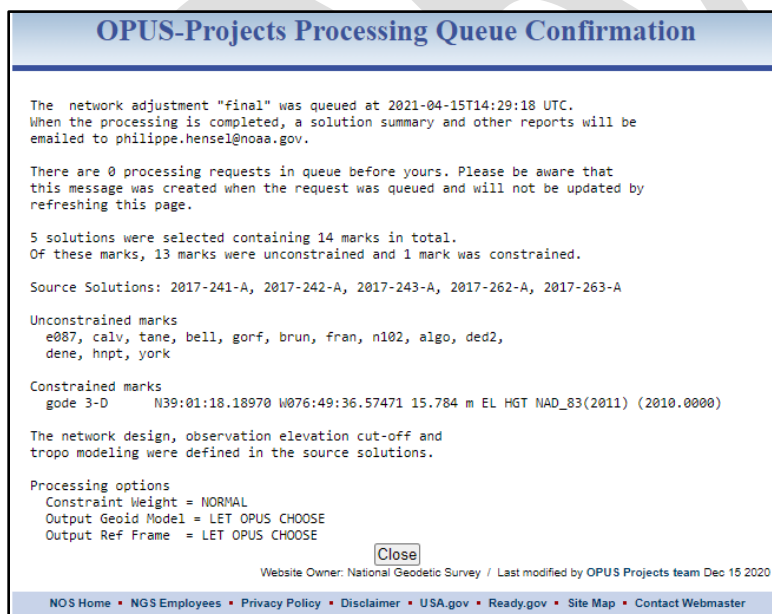 OPUS-Projects Processing Queue Confirmation
The network adjustment "final" was queued at 2021-04-15T14:29:18 UTC.
When the processing is completed, a solution summary and other reports will be
emailed to philippe.hensel@noaa.gov.
There are 0 processing requests in queue before yours. Please be aware that
this message was created when the request was queued and will not be updated by
refreshing this page.
5 solutions were selected containing 14 marks in total.
Of these marks, 13 marks were unconstrained and 1 mark was constrained.
Source Solutions: 2017-241-A, 2017-242-A, 2017-243-A, 2017-262-A, 2017-263-A
Unconstrained marks
e087, calv, tane, bell, gorf, brun, fran, n102, algo, ded2,
dene, hnpt, york
Constrained marks
gode 3-D N39:01:18.18970 W076:49:36.57471 15.784 m EL HGT NAD_83(2011) (2010.0000)
The network design, observation elevation cut-off and
tropo modeling were defined in the source solutions.
Processing options
Constraint Weight = NORMAL
Output Geoid Model = LET OPUS CHOOSE
Output Ref Frame = LET OPUS CHOOSE
Close
Website Owner: National Geodetic Survey / Last modified by OPUS Projects team Dec 15 2020
NOS Home ▪ NGS Employees ▪ Privacy Policy ▪ Disclaimer ▪ USA.gov ▪ Ready.gov ▪ Site Map ▪ Contact Webmaster